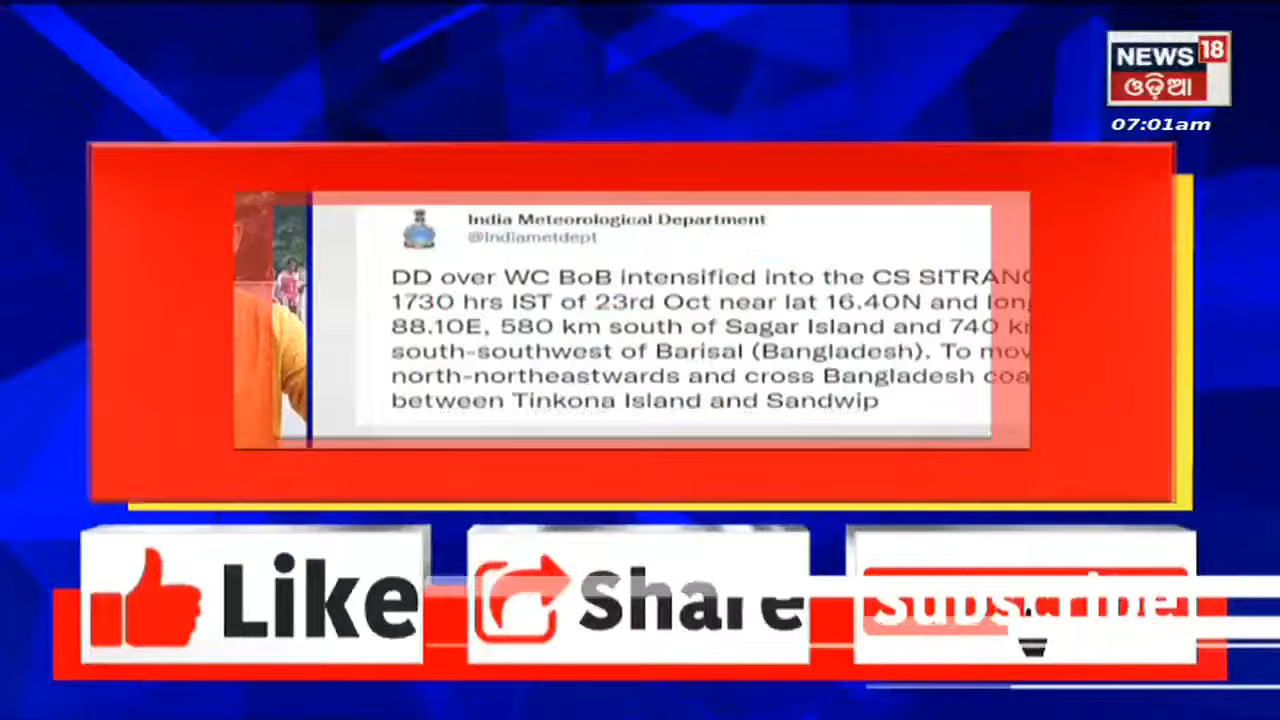 NEWS 18
ଓଡ଼ିଆ
07:01am
India Meteorological Department
@Indiametdept
DD over WC BoB intensified into the CS
1730 hrs IST of 23rd Oct near lat 16.40N and
88.10E, 580 km south of Sagar Island and 740
south-southwest of Barisal (Bangladesh). To
north-northeastwards and cross Bangladesh
between Tinkona Island and Sandwip
Like
Share
Subscribe